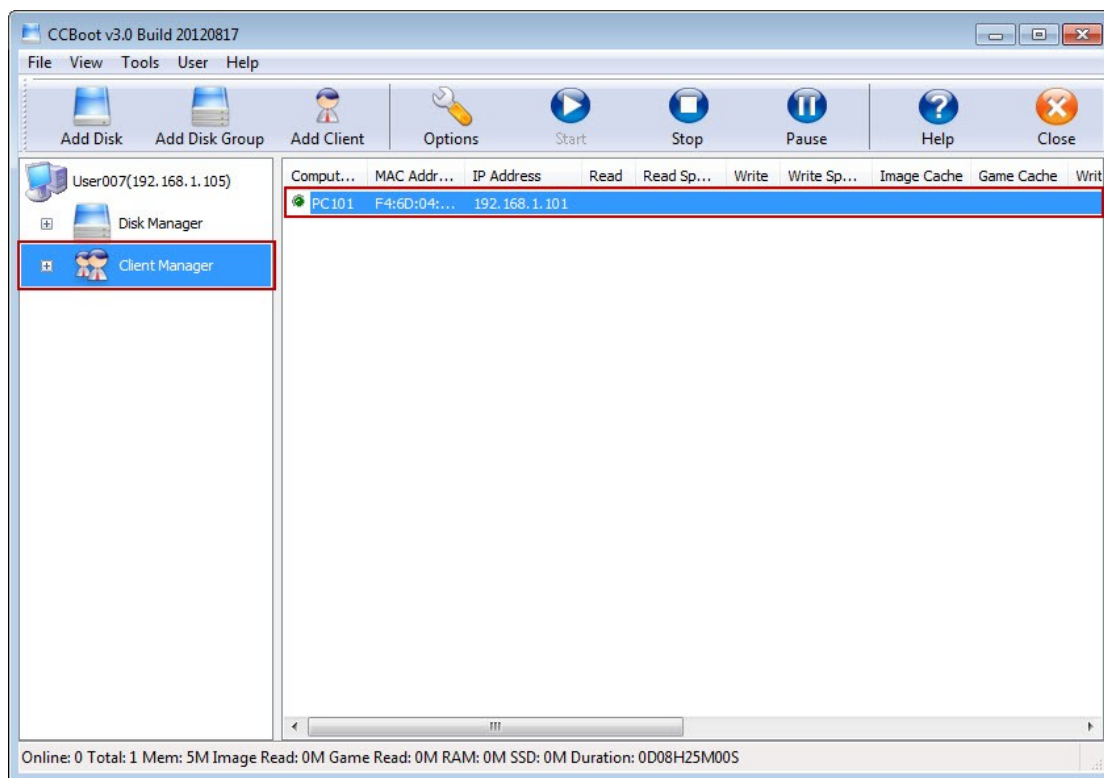 CCBoot v3.0 Build 20120817
File View Tools User Help
Add Disk Add Disk Group Add Client Options Start Stop Pause Help Close
User007(192.168.1.105)
Disk Manager
Client Manager
Comput... MAC Addr... IP Address Read Read Sp... Write Write Sp... Image Cache Game Cache Writ
PC101 F4:6D:04:... 192.168.1.101
Online: 0 Total: 1 Mem: 5M Image Read: 0M Game Read: 0M RAM: 0M SSD: 0M Duration: 0D08H25M00S